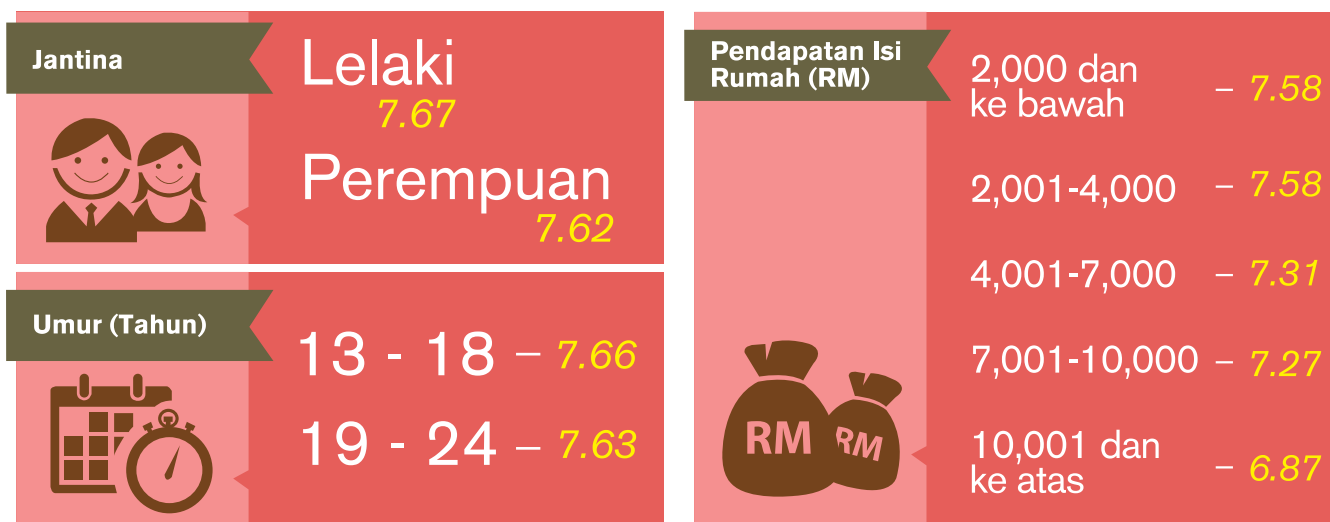 Jantina
Lelaki
7.67
Perempuan
7.62
Umur (Tahun)
13 - 18 – 7.66
19 - 24 – 7.63
Pendapatan Isi
Rumah (RM)
2,000 dan
ke bawah – 7.58
2,001-4,000 – 7.58
4,001-7,000 – 7.31
7,001-10,000 – 7.27
10,001 dan
ke atas – 6.87
RM
RM